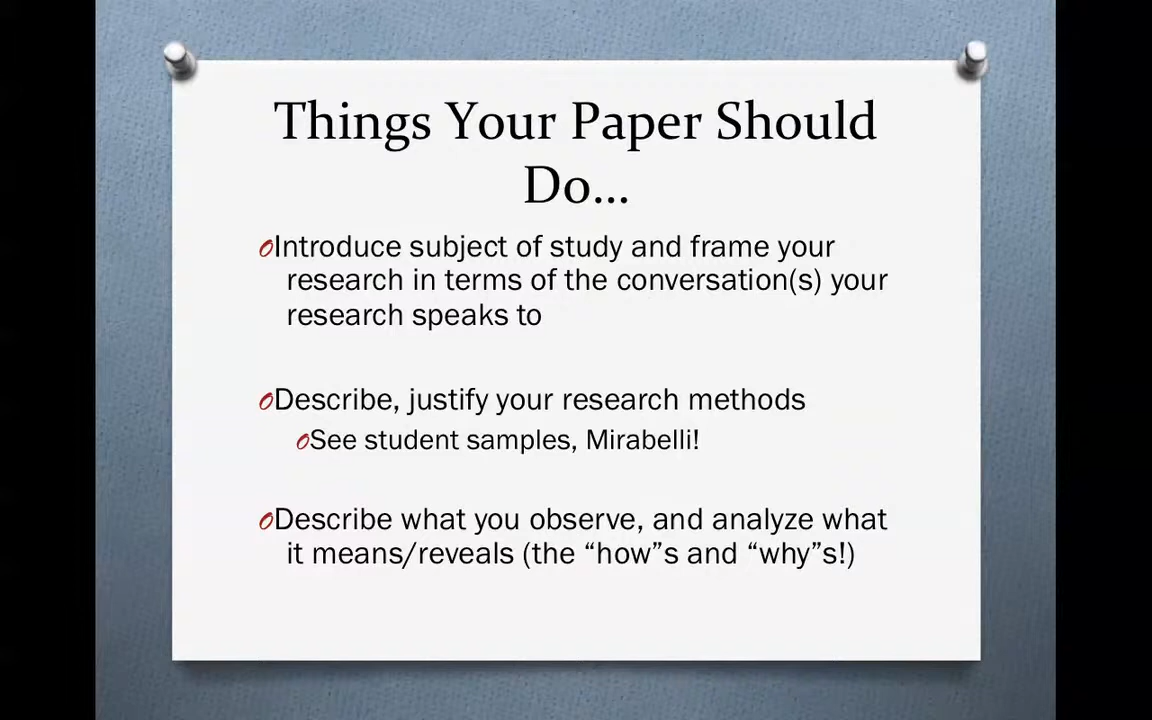 Things Your Paper Should
Do...
Introduce subject of study and frame your
research in terms of the conversation(s) your
research speaks to
Describe, justify your research methods
See student samples, Mirabelli!
Describe what you observe, and analyze what
it means/reveals (the “how”s and “why”s!)